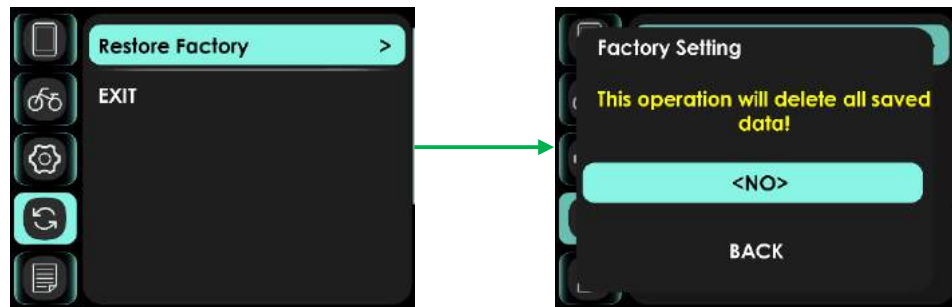 Restore Factory >
EXIT
Factory Setting
This operation will delete all saved
data!
<NO>
BACK